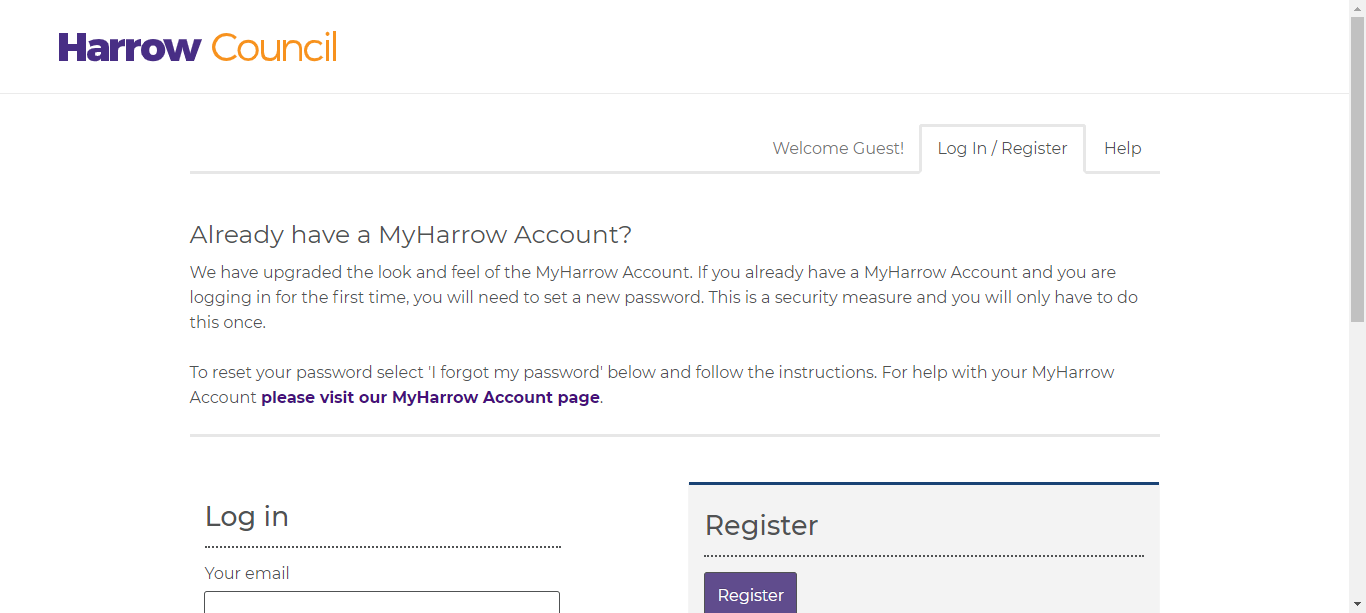 Harrow Council
Welcome Guest!
Log In / Register
Help
Already have a MyHarrow Account?
We have upgraded the look and feel of the MyHarrow Account. If you already have a MyHarrow Account and you are
logging in for the first time, you will need to set a new password. This is a security measure and you will only have to do
this once.
To reset your password select 'I forgot my password' below and follow the instructions. For help with your MyHarrow
Account please visit our MyHarrow Account page.
Log in
Your email
Register
Register